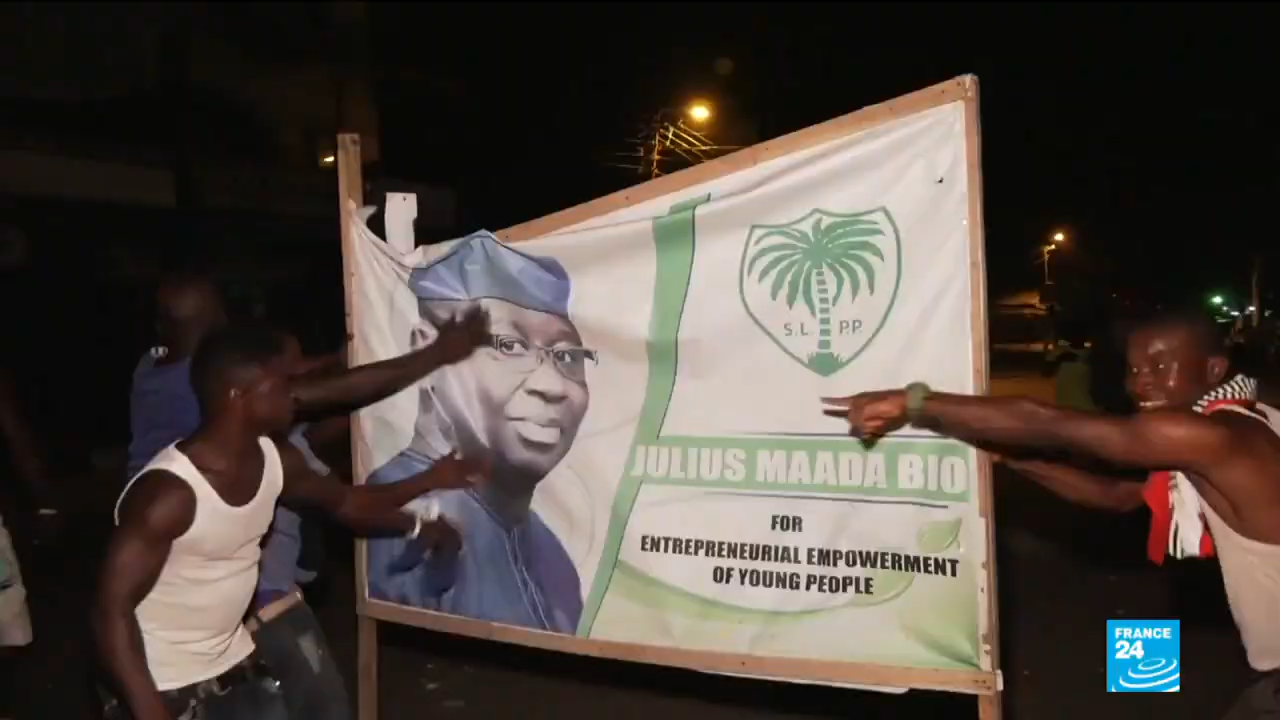 S.L. P.P.
JULIUS MAADA BIO
FOR
ENTREPRENEURIAL EMPOWERMENT
OF YOUNG PEOPLE
FRANCE
24